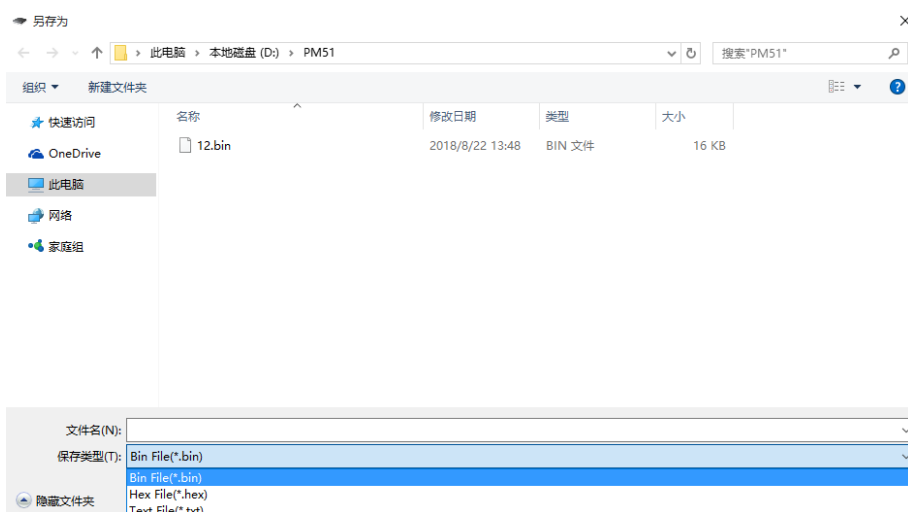 另存为
此电脑 › 本地磁盘 (D:) › PM51
搜索"PM51"
组织
新建文件夹
名称 修改日期 类型 大小
快速访问
12.bin 2018/8/22 13:48 BIN 文件 16 KB
OneDrive
此电脑
网络
家庭组
文件名(N):
保存类型(T): Bin File(*.bin)
Bin File(*.bin)
Hex File(*.hex)
隐藏文件夹
Text File(*.txt)